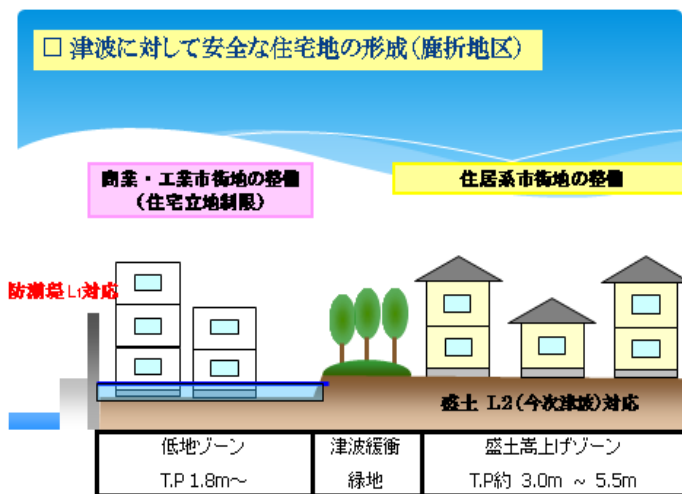 □ 津波に対して安全な住宅地の形成(鹿折地区)
商業・工業市街地の整備
(住宅立地制限)
住居系市街地の整備
防潮堤L1対応
盛土 L2(今次津波)対応
低地ゾーン
T.P 1.8m~
津波緩衝
緑地
盛土嵩上げゾーン
T.P約 3.0m ~ 5.5m